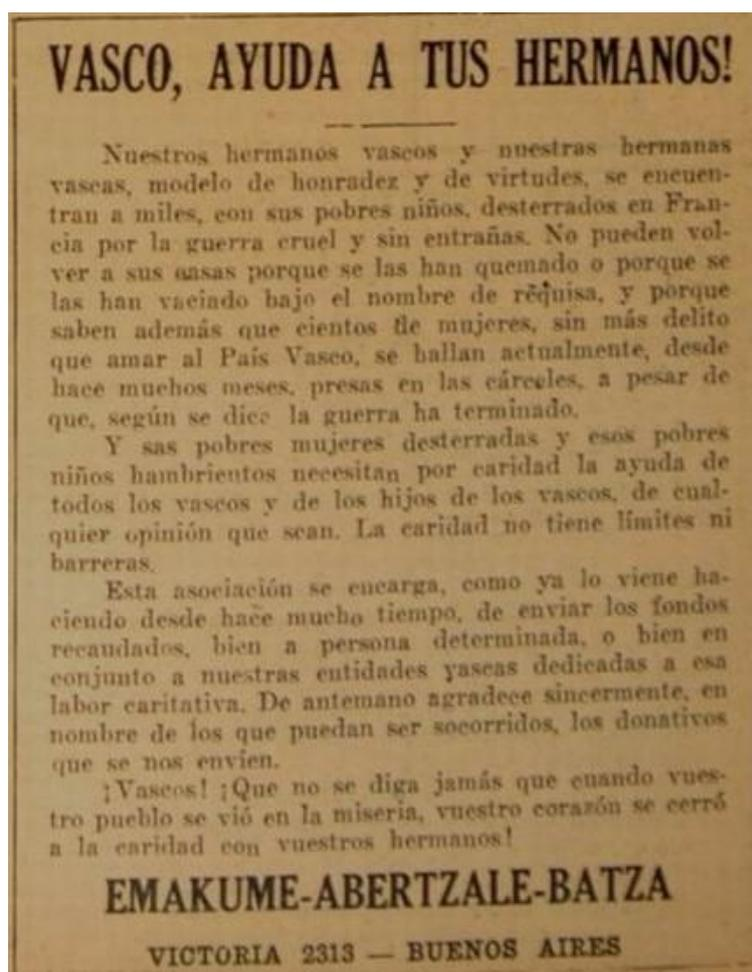 VASCO, AYUDA A TUS HERMANOS!
Nuestros hermanos vascos y nuestras hermanas
vascas, modelo de honradez y de virtudes, se encuen-
tran a miles, con sus pobres niños, desterrados en Fran-
cia por la guerra cruel y sin entrañas. No pueden vol-
ver a sus casas porque se las han quemado o porque se
las han vaciado bajo el nombre de réquisa, y porque
saben además que cientos de mujeres, sin más delito
que amar al País Vasco, se hallan actualmente, desde
hace muchos meses, presas en las cárceles, a pesar de
que, según se dice la guerra ha terminado.
Y sas pobres mujeres desterradas y esos pobres
niños hambrientos necesitan por caridad la ayuda de
todos los vascos y de los hijos de los vascos, de cual-
quier opinión que sean. La caridad no tiene límites ni
barreras.
Esta asociación se encarga, como ya lo viene ha-
ciendo desde hace mucho tiempo, de enviar los fondos
recaudados, bien a persona determinada, o bien en
conjunto a nuestras entidades vascas dedicadas a esa
labor caritativa. De antemano agradece sincermente, en
nombre de los que puedan ser socorridos, los donativos
que se nos envíen.
¡Vascos! ¡Que no se diga jamás que cuando vues-
tro pueblo se vió en la miseria, vuestro corazón se cerró
a la caridad con vuestros hermanos!
EMAKUME-ABERTZALE-BATZA
VICTORIA 2313 — BUENOS AIRES